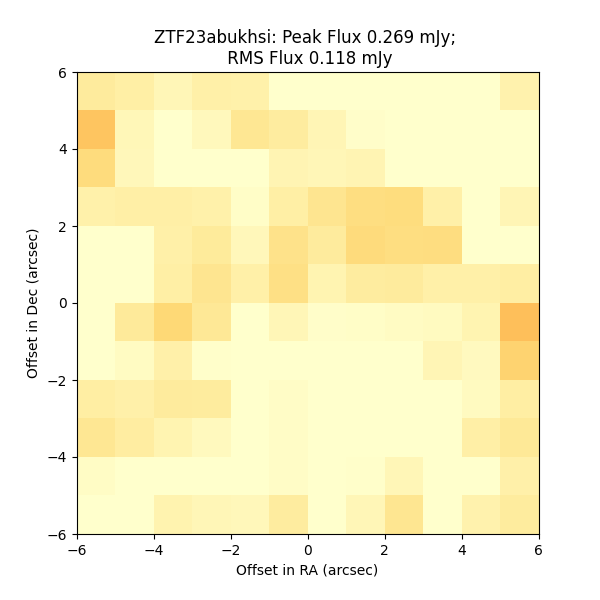 ZTF23abukhsi: Peak Flux 0.269 mJy;
RMS Flux 0.118 mJy
6
4
2
0
−2
−4
−6
Offset in Dec (arcsec)
−6 −4 −2 0 2 4 6
Offset in RA (arcsec)